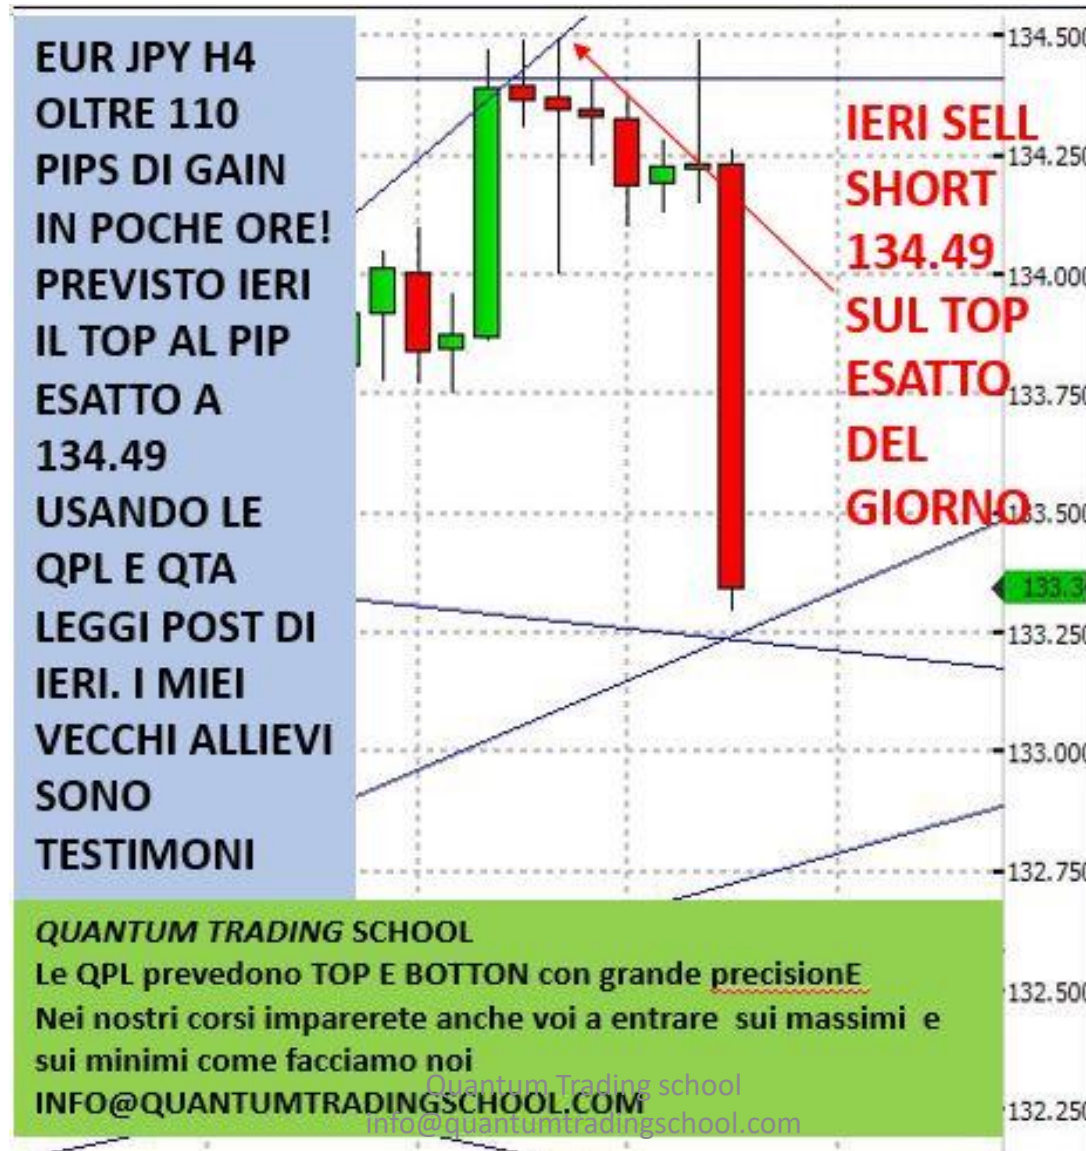 EUR JPY H4
OLTRE 110
PIPS DI GAIN
IN POCHE ORE!
PREVISTO IERI
IL TOP AL PIP
ESATTO A
134.49
USANDO LE
QPL E QTA
LEGGI POST DI
IERI. I MIEI
VECCHI ALLIEVI
SONO
TESTIMONI
IERI SELL
SHORT
134.49
SUL TOP
ESATTO
DEL
GIORNO
134.500
134.250
134.000
133.750
133.500
133.250
133.000
132.750
132.500
132.250
QUANTUM TRADING SCHOOL
Le QPL prevedono TOP E BOTTON con grande precisionE
Nei nostri corsi imparerete anche voi a entrare sui massimi e
sui minimi come facciamo noi
INFO@QUANTUMTRADINGSCHOOL.COM
Quantum Trading school
info@quantumtradingschool.com